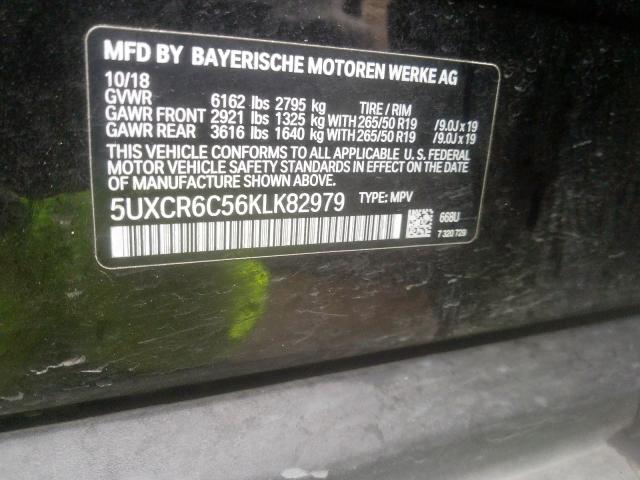 MFD BY BAYERISCHE MOTOREN WERKE AG
10/18
GVWR 6162 lbs 2795 kg TIRE / RIM
GAWR FRONT 2921 lbs 1325 kg WITH 265/50 R19 /9.0J x 19
GAWR REAR 3616 lbs 1640 kg WITH 265/50 R19 /9.0J x 19
THIS VEHICLE CONFORMS TO ALL APPLICABLE U.S. FEDERAL
MOTOR VEHICLE SAFETY STANDARDS IN EFFECT ON THE DATE
OF MANUFACTURE SHOWN ABOVE.
5UXCR6C56KLK82979 TYPE: MPV
668U
7 320 729